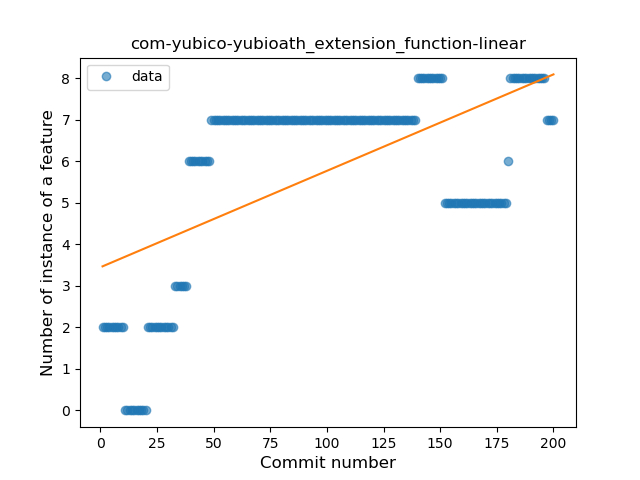 com-yubico-yubioath_extension_function-linear
data
Number of instance of a feature
8
7
6
5
4
3
2
1
0
0 25 50 75 100 125 150 175 200
Commit number